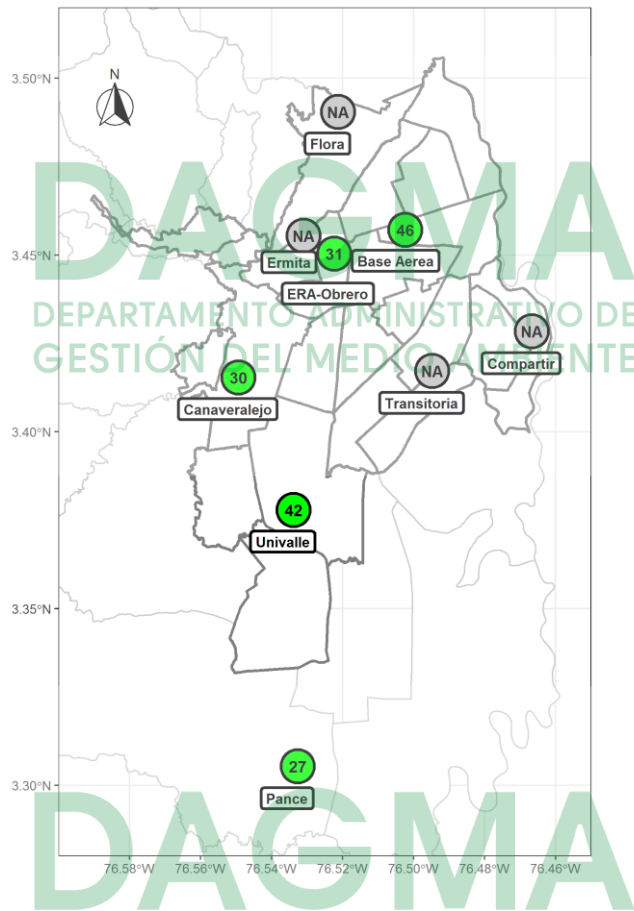 N
3.50°N
NA
Flora
DAGMA
46
NA
31
3.45°N
Ermita
Base Aerea
ERA-Obrero
DEPARTAMENTO ADMINISTRATIVO DE
GESTIÓN DEL MEDIO AMBIENTE
NA
Compartir
30
NA
Canaveralejo
Transitoria
3.40°N
42
Univalle
3.35°N
27
3.30°N
Pance
DAGMA
76.58°W 76.56°W 76.54°W 76.52°W 76.50°W 76.48°W 76.46°W